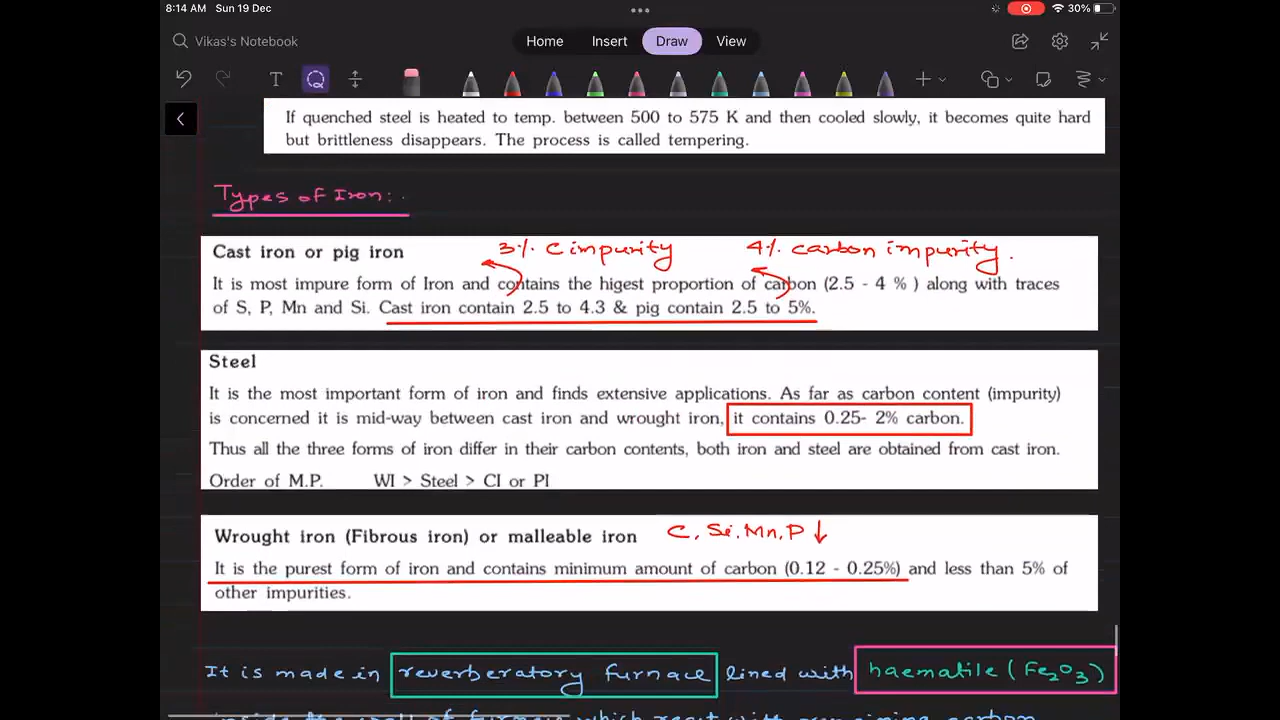 8:14 AM Sun 19 Dec
30%
Vikas's Notebook
Home Insert Draw View
If quenched steel is heated to temp. between 500 to 575 K and then cooled slowly, it becomes quite hard
but brittleness disappears. The process is called tempering.
Types of Iron:.
Cast iron or pig iron 3% C impurity 4% carbon impurity.
It is most impure form of Iron and contains the higest proportion of carbon (2.5 - 4 % ) along with traces
of S, P, Mn and Si. Cast iron contain 2.5 to 4.3 & pig contain 2.5 to 5%.
Steel
It is the most important form of iron and finds extensive applications. As far as carbon content (impurity)
is concerned it is mid-way between cast iron and wrought iron, it contains 0.25- 2% carbon.
Thus all the three forms of iron differ in their carbon contents, both iron and steel are obtained from cast iron.
Order of M.P. WI > Steel > CI or PI
Wrought iron (Fibrous iron) or malleable iron C, Si, Mn, P ↓
It is the purest form of iron and contains minimum amount of carbon (0.12 - 0.25%) and less than 5% of
other impurities.
It is made in reverberatory furnace lined with haematile (Fe₂O₃)